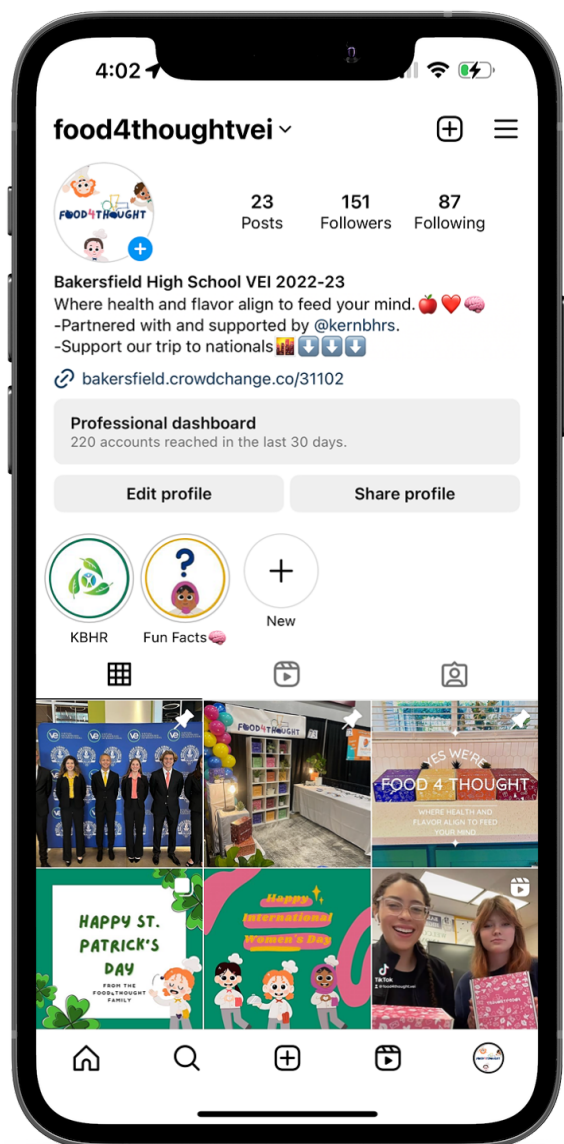 4:02
food4thoughtvei
FOOD4THOUGHT
23
Posts
151
Followers
87
Following
Bakersfield High School VEI 2022-23
Where health and flavor align to feed your mind.🍎❤️🧠
-Partnered with and supported by @kernbhrs.
-Support our trip to nationals🌇⬇️⬇️⬇️
bakersfield.crowdchange.co/31102
Professional dashboard
220 accounts reached in the last 30 days.
Edit profile
Share profile
?
KBHR
Fun Facts🧠
New
FOOD4THOUGHT
YES WE'RE
FOOD 4 THOUGHT
WHERE HEALTH AND
FLAVOR ALIGN TO FEED
YOUR MIND
HAPPY ST.
PATRICK'S
DAY
FROM THE
FOOD4THOUGHT
FAMILY
Happy
International
Women's Day
TikTok